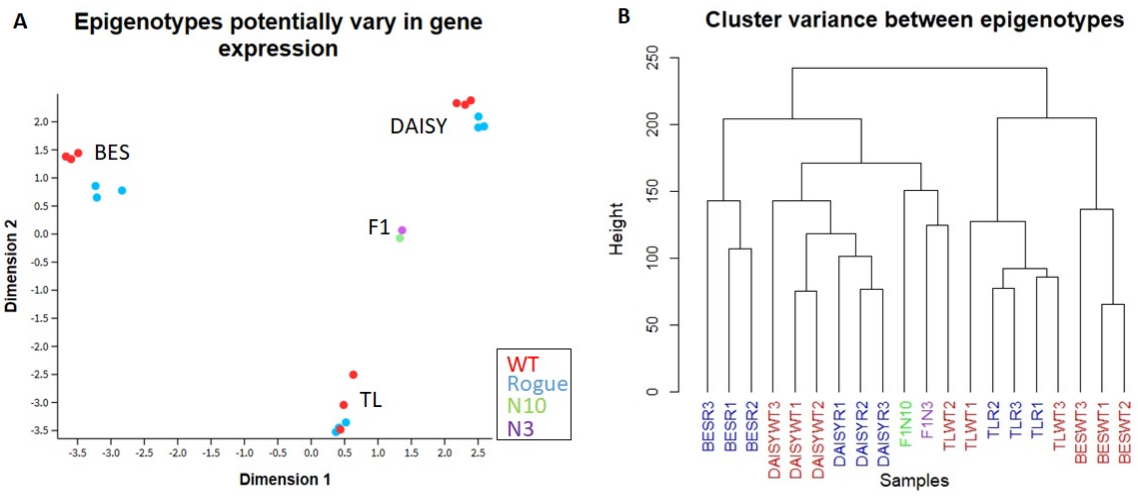 A
Epigenotypes potentially vary in gene
expression
2.0
1.5
1.0
0.5
0.0
-0.5
-1.0
-1.5
-2.0
-2.5
-3.0
-3.5
Dimension 2
-3.5
-3.0
-2.5
-2.0
-1.5
-1.0
-0.5
0.0
0.5
1.0
1.5
2.0
2.5
Dimension 1
BES
DAISY
F1
TL
WT
Rogue
N10
N3
B
Cluster variance between epigenotypes
250
200
150
100
50
0
Height
BESR3
BESR1
BESR2
DAISYWT3
DAISYWT1
DAISYWT2
DAISYR1
DAISYR2
DAISYR3
F1N10
F1N3
TLWT2
TLWT1
TLR2
TLR3
TLR1
TLWT3
BESWT3
BESWT1
BESWT2
Samples